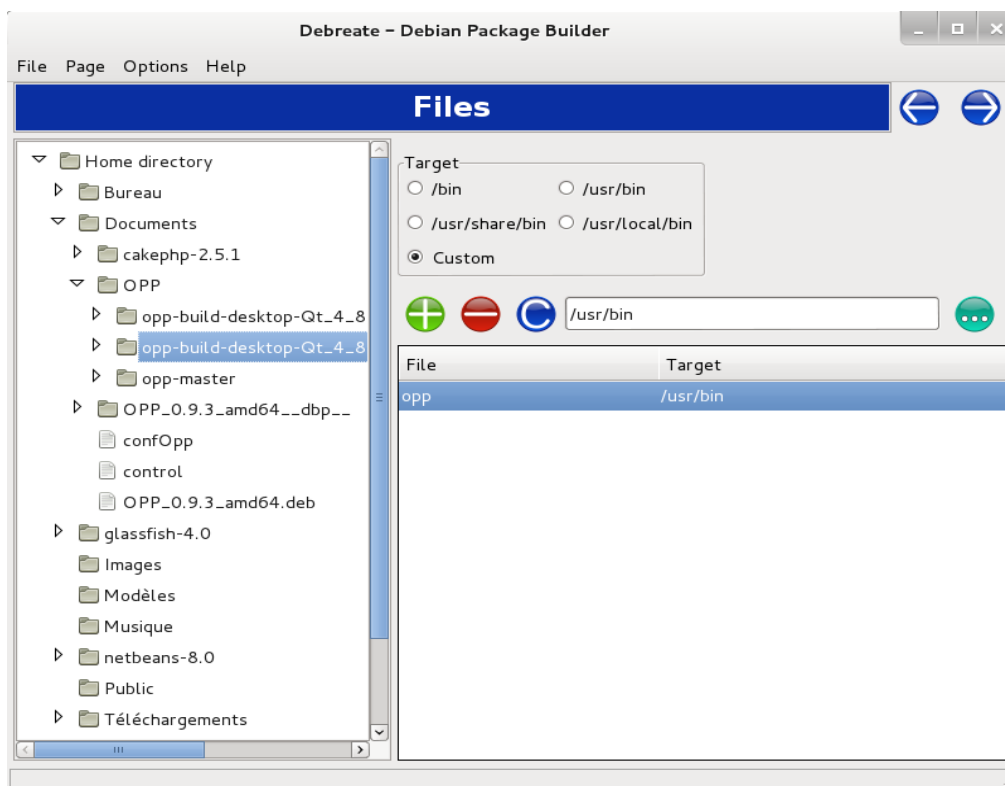 Debreate – Debian Package Builder
File Page Options Help
Files
Home directory
Bureau
Documents
cakephp-2.5.1
OPP
opp-build-desktop-Qt_4_8
opp-build-desktop-Qt_4_8
opp-master
OPP_0.9.3_amd64__dbp__
confOpp
control
OPP_0.9.3_amd64.deb
glassfish-4.0
Images
Modèles
Musique
netbeans-8.0
Public
Téléchargements
Target
/bin /usr/bin
/usr/share/bin /usr/local/bin
Custom
/usr/bin
File Target
opp /usr/bin